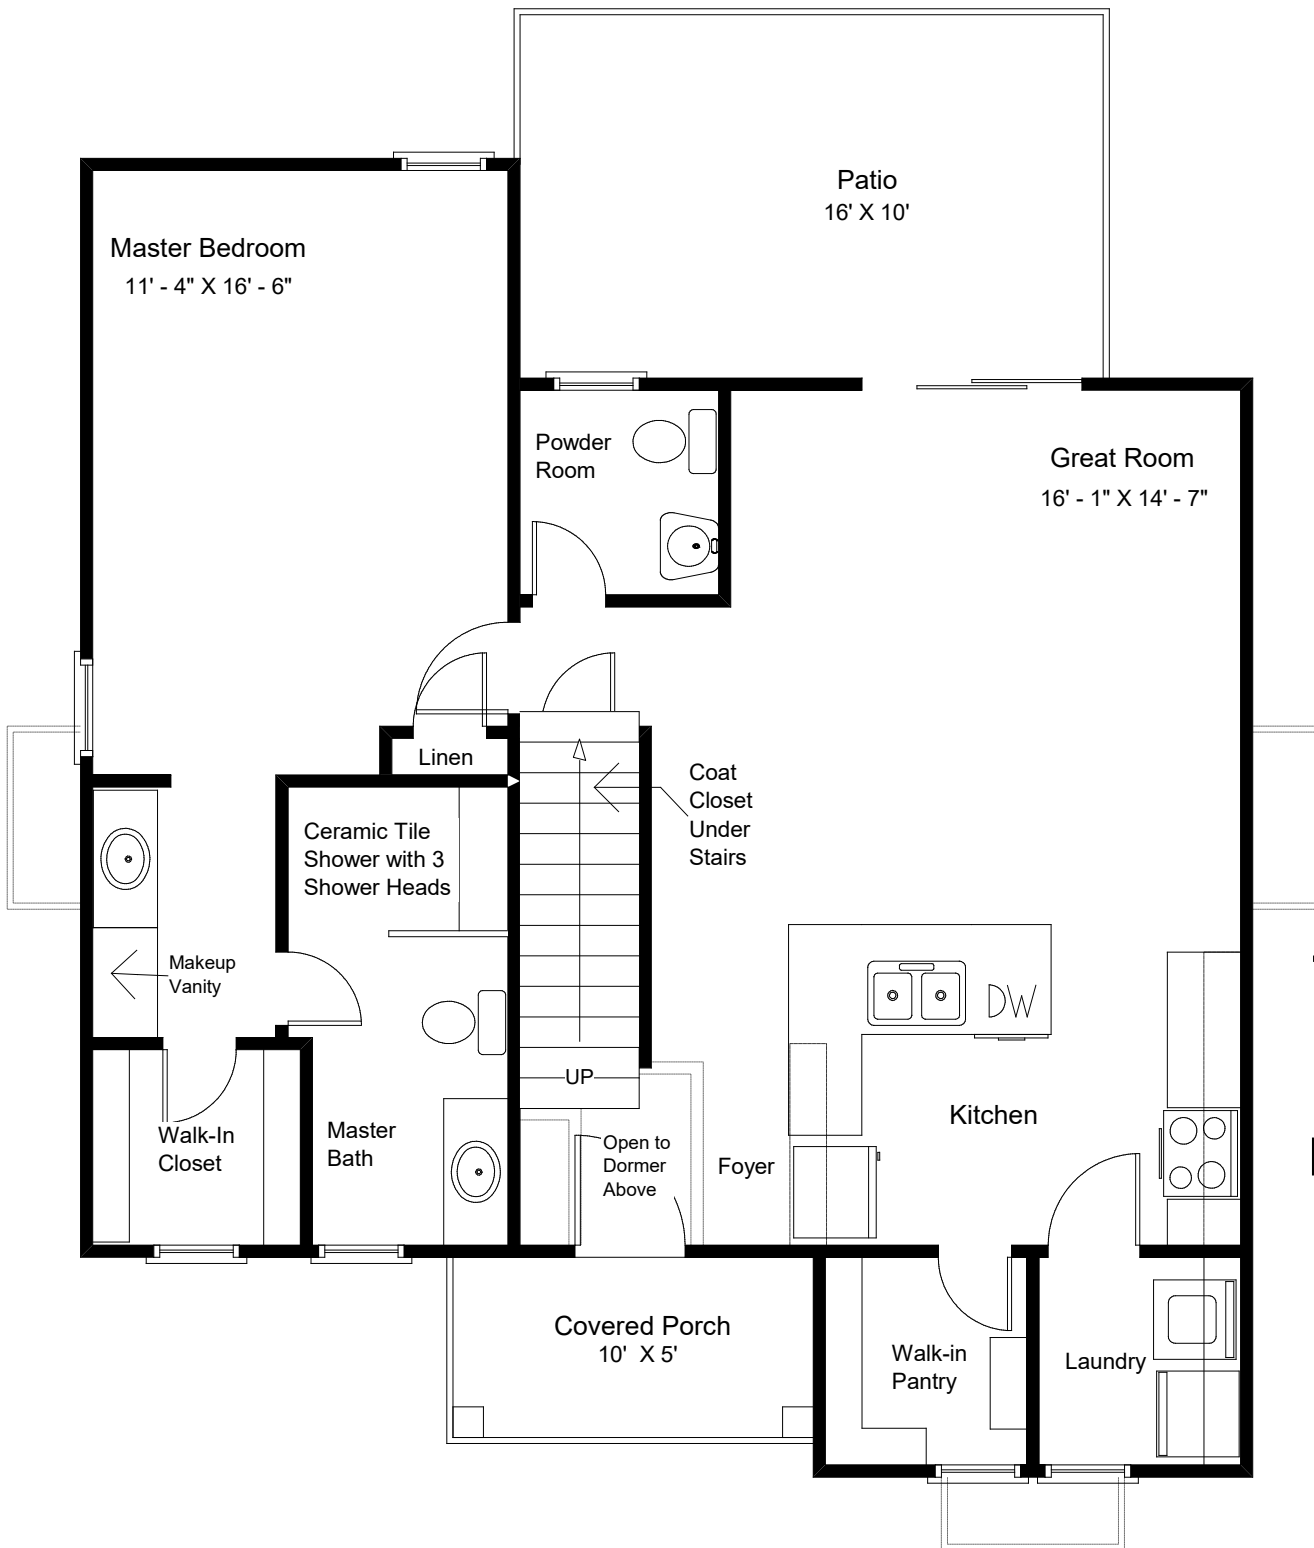 Patio
16' X 10'
Master Bedroom
11' - 4" X 16' - 6"
Powder
Room
Great Room
16' - 1" X 14' - 7"
Linen
Coat
Closet
Under
Stairs
Ceramic Tile
Shower with 3
Shower Heads
Makeup
Vanity
DW
UP
Kitchen
Walk-In
Closet
Master
Bath
Open to
Dormer
Above
Foyer
Covered Porch
10' X 5'
Walk-in
Pantry
Laundry